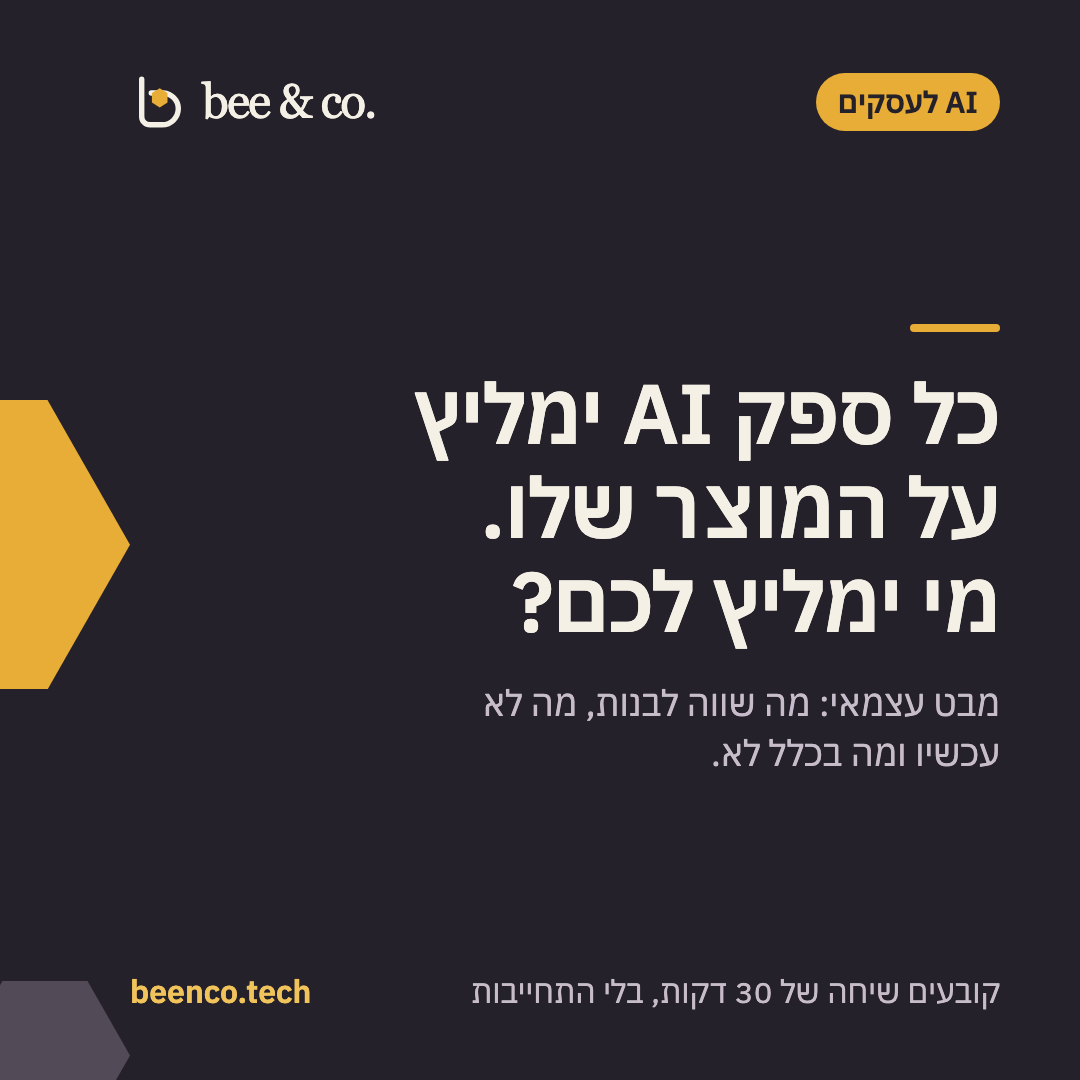 bee & co.
AI לעסקים
כל ספק AI ימליץ
על המוצר שלו.
מי ימליץ לכם?
מבט עצמאי: מה שווה לבנות, מה לא
עכשיו ומה בכלל לא.
קובעים שיחה של 30 דקות, בלי התחייבות
beenco.tech